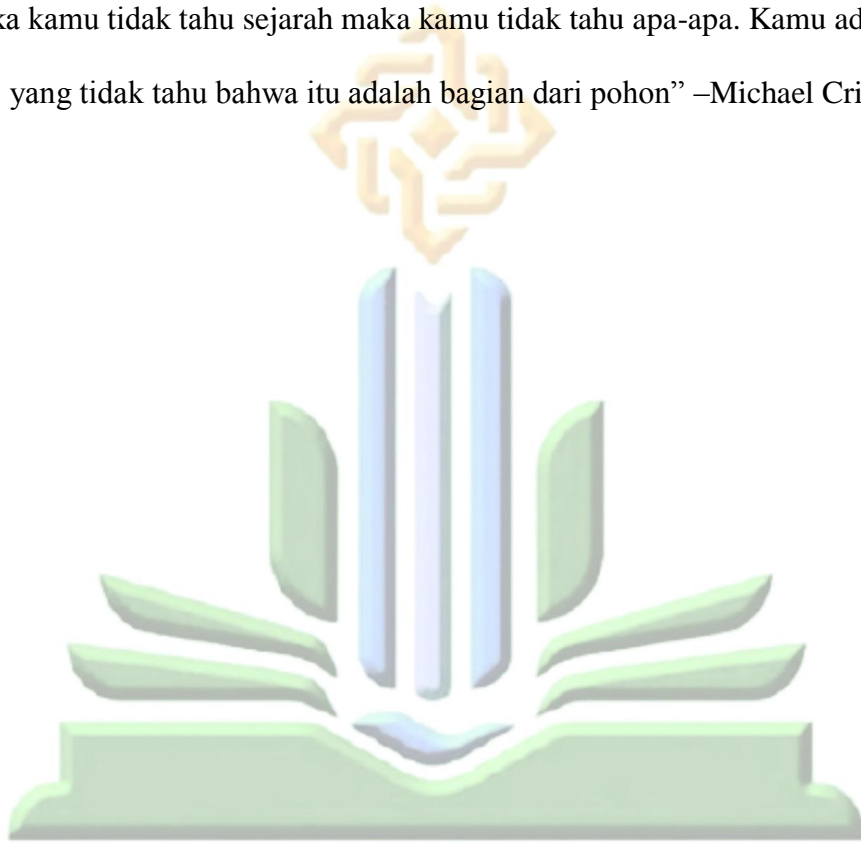 ka kamu tidak tahu sejarah maka kamu tidak tahu apa-apa. Kamu ad
yang tidak tahu bahwa itu adalah bagian dari pohon” –Michael Cri